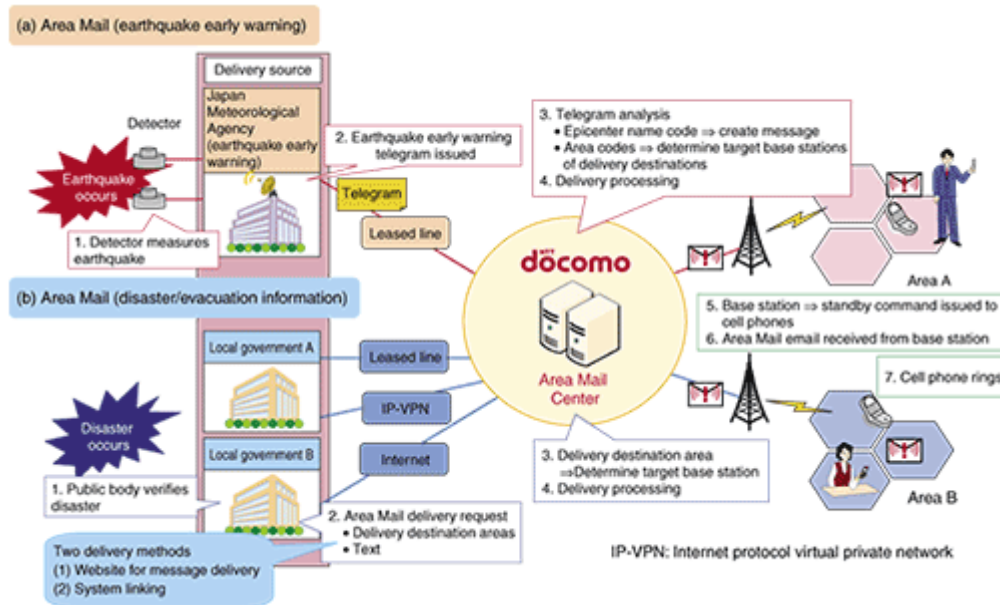 (a) Area Mail (earthquake early warning)
Delivery source
Japan
Meteorological
Agency
(earthquake early
warning)
Detector
Earthquake
occurs
1. Detector measures
earthquake
2. Earthquake early warning
telegram issued
Telegram
Leased line
3. Telegram analysis
• Epicenter name code ⇒ create message
• Area codes ⇒ determine target base stations
of delivery destinations
4. Delivery processing
NTT
döcomo
Area Mail
Center
Area A
(b) Area Mail (disaster/evacuation information)
Local government A
Leased line
IP-VPN
Internet
Disaster
occurs
Local government B
1. Public body verifies
disaster
2. Area Mail delivery request
• Delivery destination areas
• Text
Two delivery methods
(1) Website for message delivery
(2) System linking
3. Delivery destination area
⇒Determine target base station
4. Delivery processing
5. Base station ⇒ standby command issued to
cell phones
6. Area Mail email received from base station
7. Cell phone rings
Area B
IP-VPN: Internet protocol virtual private network